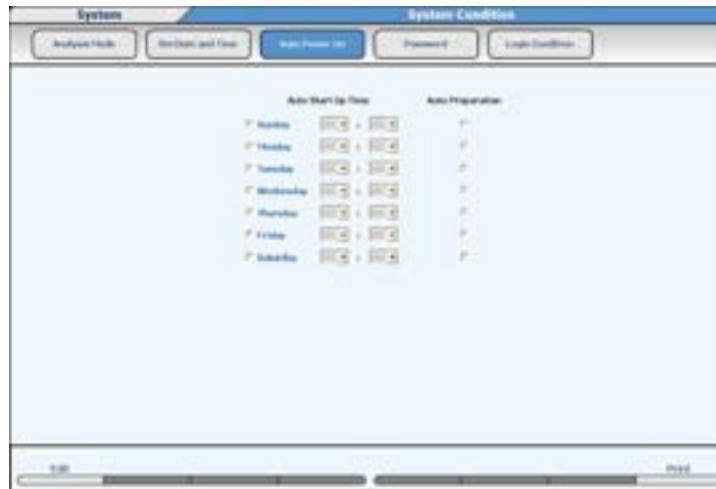 System System Condition
Analysis Mode Set Date and Time Auto Power On Password Login Condition
Auto Start Up Time Auto Preparation
Sunday :
Monday :
Tuesday :
Wednesday :
Thursday :
Friday :
Saturday :
Edit Print